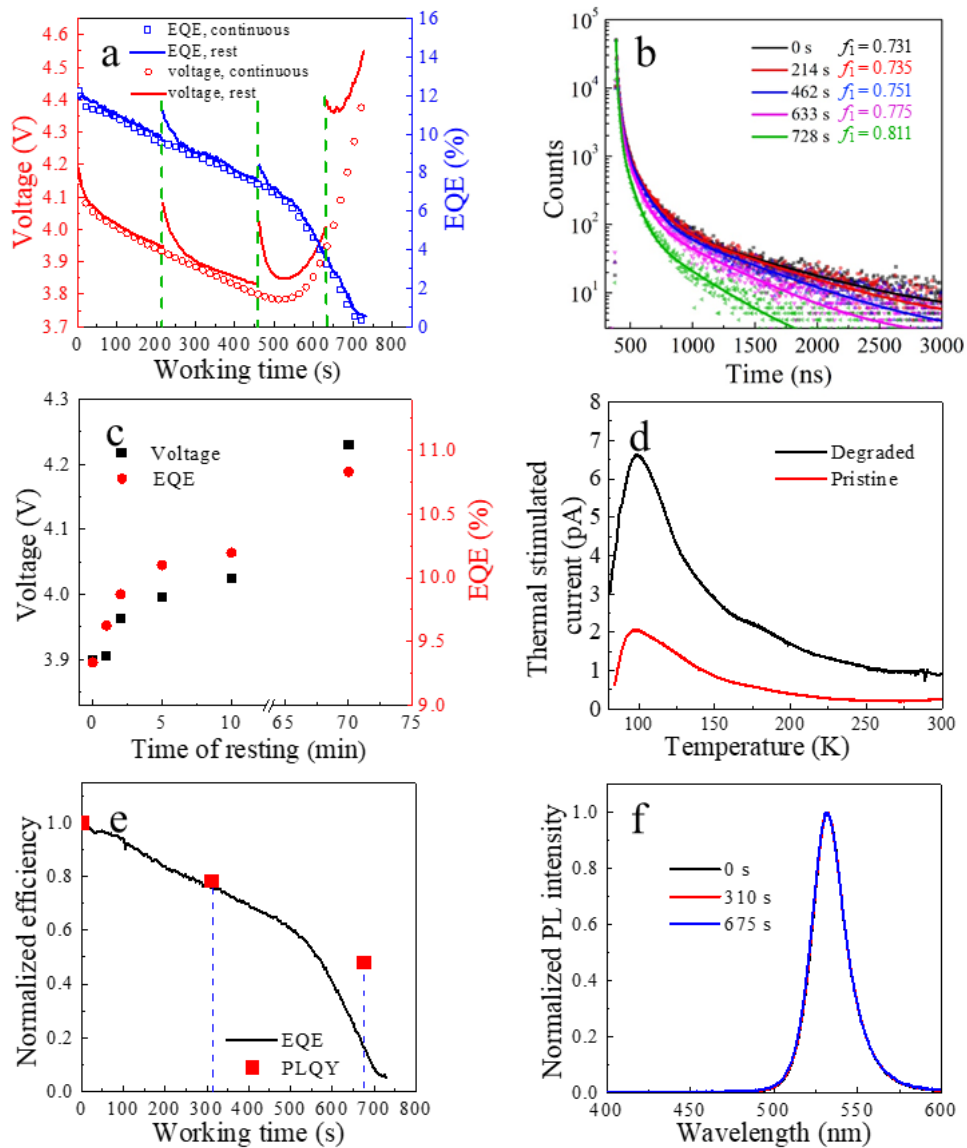 a
EQE, continuous
EQE, rest
voltage, continuous
voltage, rest
4.6
4.5
4.4
4.3
4.2
4.1
4.0
3.9
3.8
3.7
Voltage (V)
16
14
12
10
8
6
4
2
0
EQE (%)
0 100 200 300 400 500 600 700 800
Working time (s)
b
0 s f1 = 0.731
214 s f1 = 0.735
462 s f1 = 0.751
633 s f1 = 0.775
728 s f1 = 0.811
10^5
10^4
10^3
10^2
10^1
Counts
500 1000 1500 2000 2500 3000
Time (ns)
c
Voltage
EQE
4.3
4.2
4.1
4.0
3.9
Voltage (V)
11.0
10.5
10.0
9.5
9.0
EQE (%)
0 5 10 65 70 75
Time of resting (min)
d
Degraded
Pristine
8
7
6
5
4
3
2
1
0
Thermal stimulated
current (pA)
100 150 200 250 300
Temperature (K)
e
1.0
0.8
0.6
0.4
0.2
0.0
Normalized efficiency
EQE
PLQY
0 100 200 300 400 500 600 700 800
Working time (s)
f
0 s
310 s
675 s
1.0
0.8
0.6
0.4
0.2
0.0
Normalized PL intensity
400 450 500 550 600
Wavelength (nm)